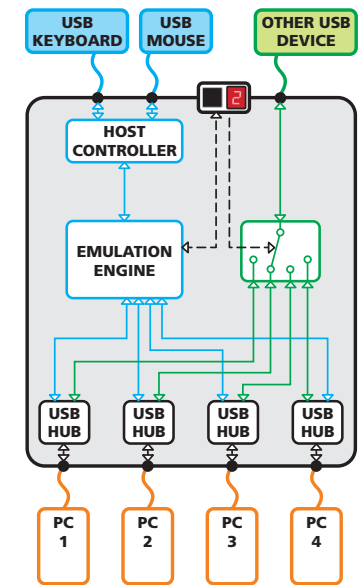 USB
KEYBOARD
USB
MOUSE
OTHER USB
DEVICE
2
HOST
CONTROLLER
EMULATION
ENGINE
USB
HUB
USB
HUB
USB
HUB
USB
HUB
PC
1
PC
2
PC
3
PC
4